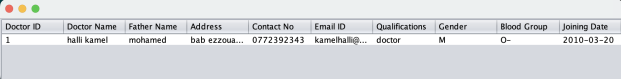 Doctor ID Doctor Name Father Name Address Contact No Email ID Qualifications Gender Blood Group Joining Date
1 halli kamel mohamed bab ezzoua... 0772392343 kamelhalli@... doctor M O- 2010-03-20